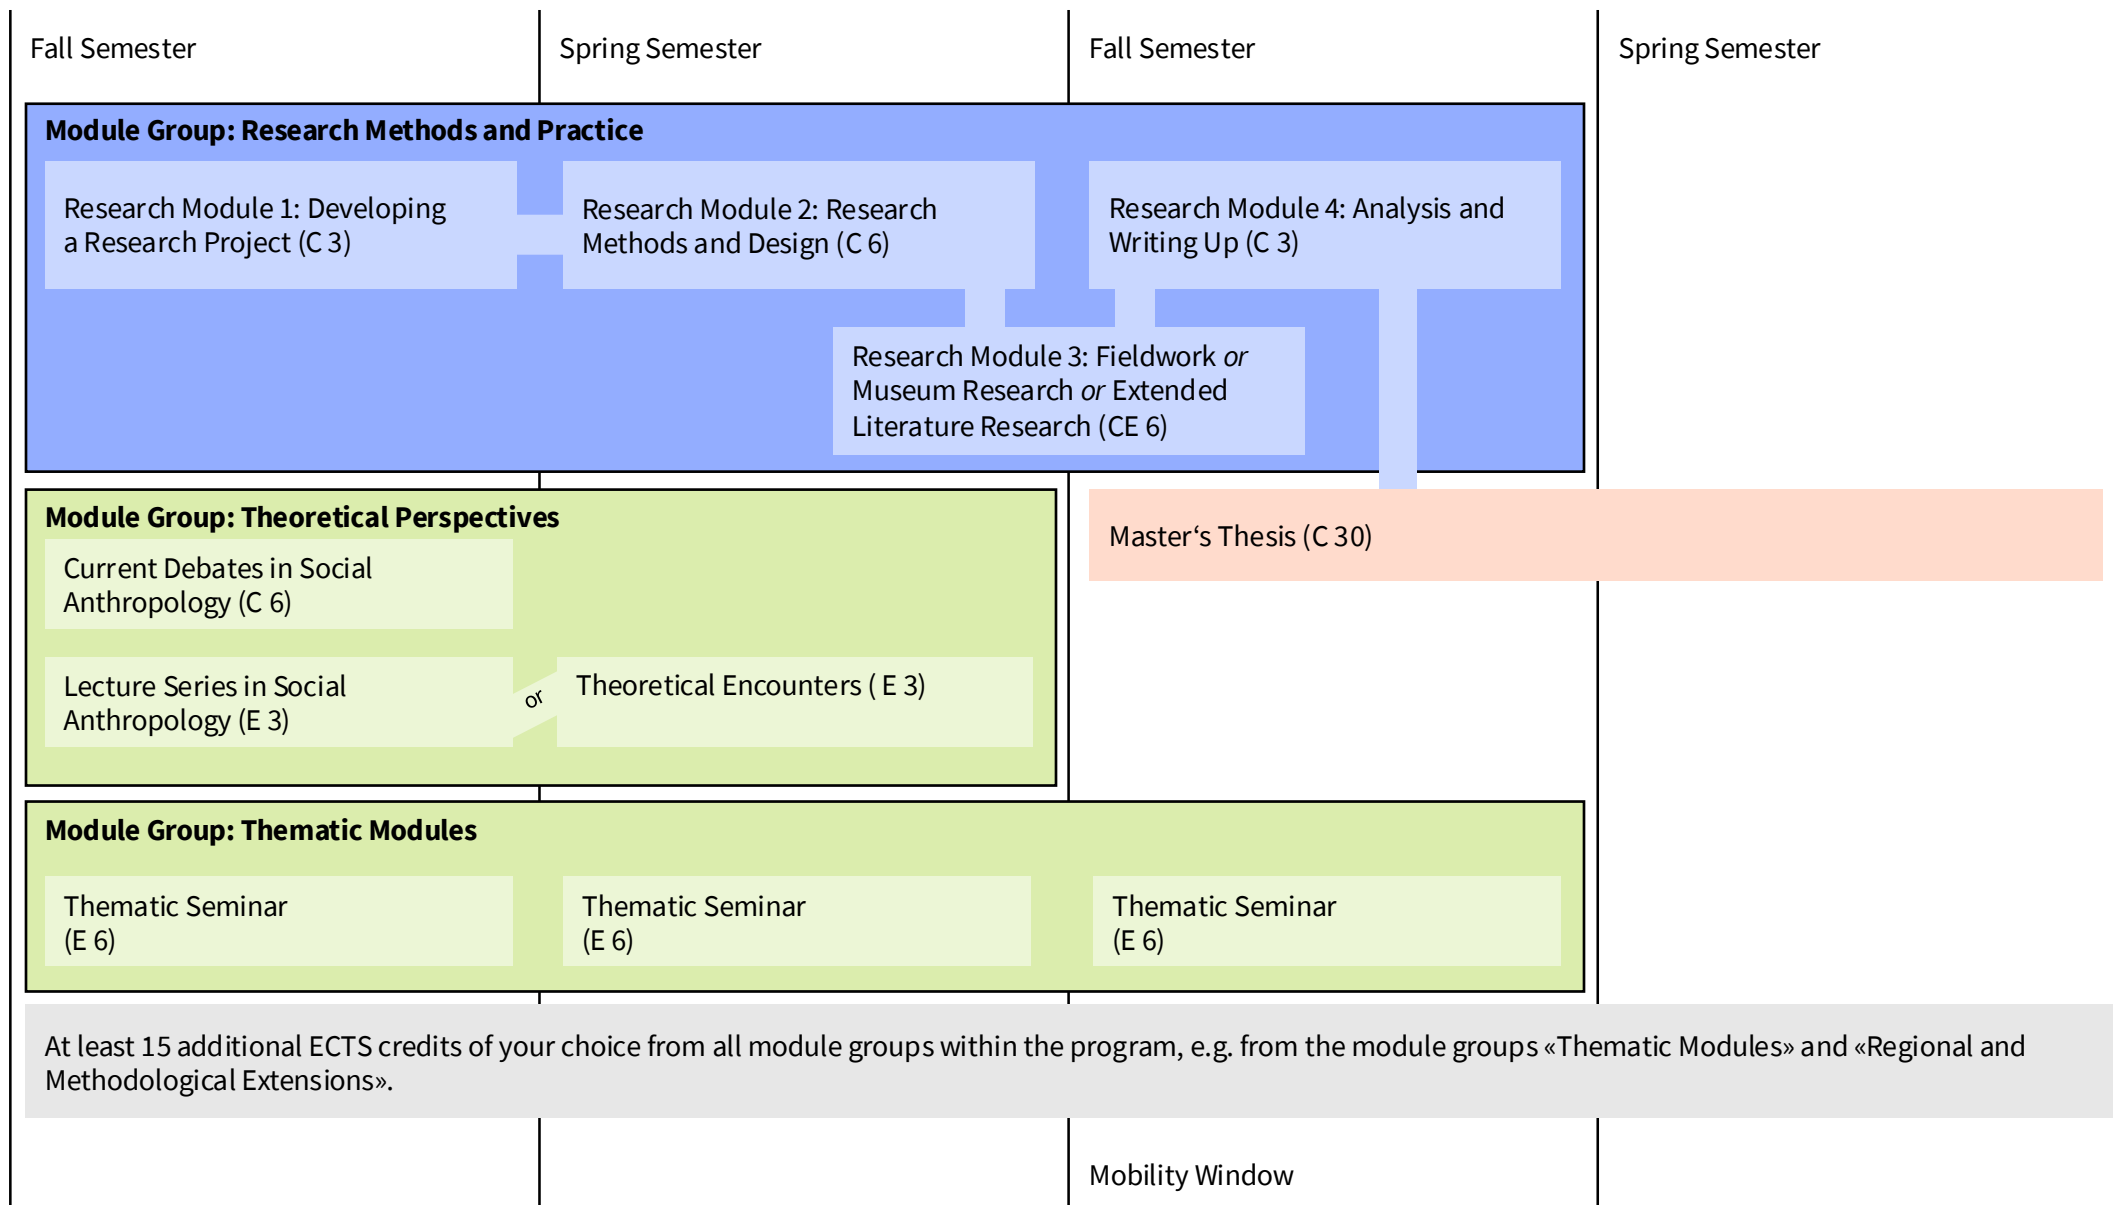 Fall Semester
Spring Semester
Fall Semester
Spring Semester
Module Group: Research Methods and Practice
Research Module 1: Developing
a Research Project (C 3)
Research Module 2: Research
Methods and Design (C 6)
Research Module 4: Analysis and
Writing Up (C 3)
Research Module 3: Fieldwork or
Museum Research or Extended
Literature Research (CE 6)
Module Group: Theoretical Perspectives
Current Debates in Social
Anthropology (C 6)
Lecture Series in Social
Anthropology (E 3)
or
Theoretical Encounters ( E 3)
Master‘s Thesis (C 30)
Module Group: Thematic Modules
Thematic Seminar
(E 6)
Thematic Seminar
(E 6)
Thematic Seminar
(E 6)
At least 15 additional ECTS credits of your choice from all module groups within the program, e.g. from the module groups «Thematic Modules» and «Regional and
Methodological Extensions».
Mobility Window